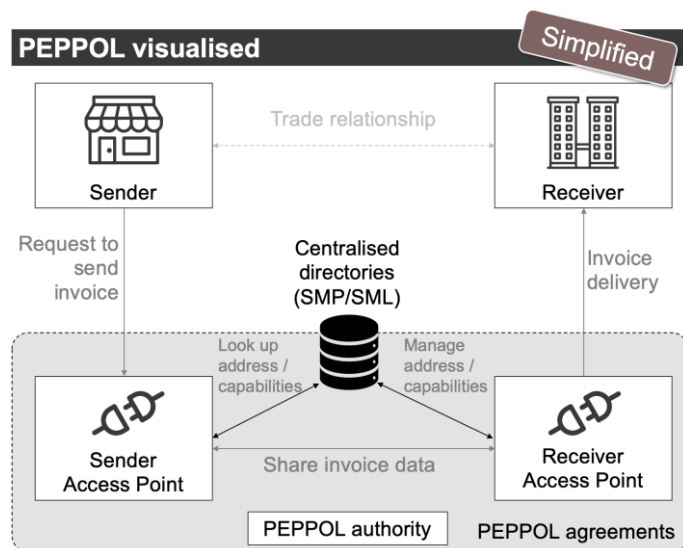 PEPPOL visualised
Simplified
Trade relationship
Sender
Receiver
Request to
send
invoice
Centralised
directories
(SMP/SML)
Invoice
delivery
Look up
address /
capabilities
Manage
address /
capabilities
Sender
Access Point
Share invoice data
Receiver
Access Point
PEPPOL authority
PEPPOL agreements